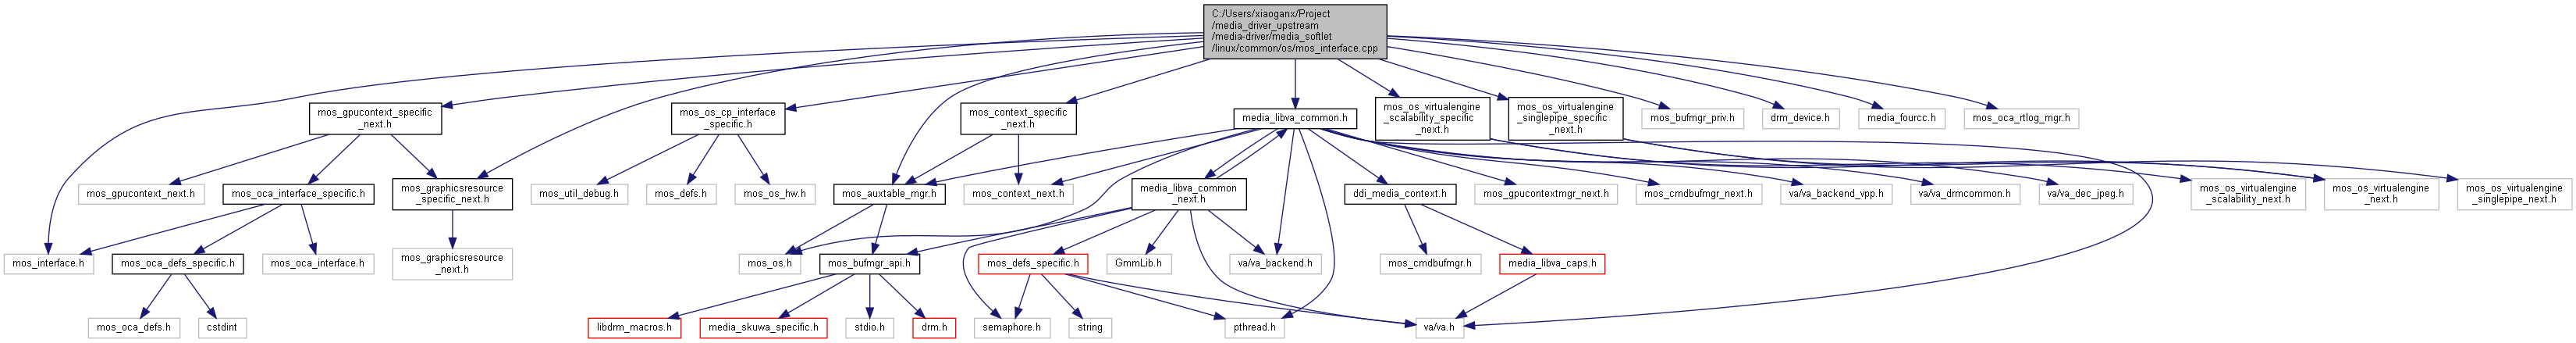 C:/Users/xiaoganx/Project
/media_driver_upstream
/media-driver/media_softlet
/linux/common/os/mos_interface.cpp
mos_gpucontext_specific
_next.h
mos_os_cp_interface
_specific.h
mos_context_specific
_next.h
media_libva_common.h
mos_os_virtualengine
_scalability_specific
_next.h
mos_os_virtualengine
_singlepipe_specific
_next.h
mos_bufmgr_priv.h
drm_device.h
media_fourcc.h
mos_oca_rtlog_mgr.h
mos_gpucontext_next.h
mos_oca_interface_specific.h
mos_graphicsresource
_specific_next.h
mos_util_debug.h
mos_defs.h
mos_os_hw.h
mos_auxtable_mgr.h
mos_context_next.h
media_libva_common
_next.h
ddi_media_context.h
mos_gpucontextmgr_next.h
mos_cmdbufmgr_next.h
va/va_backend_vpp.h
va/va_drmcommon.h
va/va_dec_jpeg.h
mos_os_virtualengine
_scalability_next.h
mos_os_virtualengine
_next.h
mos_os_virtualengine
_singlepipe_next.h
mos_interface.h
mos_oca_defs_specific.h
mos_oca_interface.h
mos_graphicsresource
_next.h
mos_os.h
mos_bufmgr_api.h
mos_defs_specific.h
GmmLib.h
va/va_backend.h
mos_cmdbufmgr.h
media_libva_caps.h
mos_oca_defs.h
cstdint
libdrm_macros.h
media_skuwa_specific.h
stdio.h
drm.h
semaphore.h
string
pthread.h
va/va.h